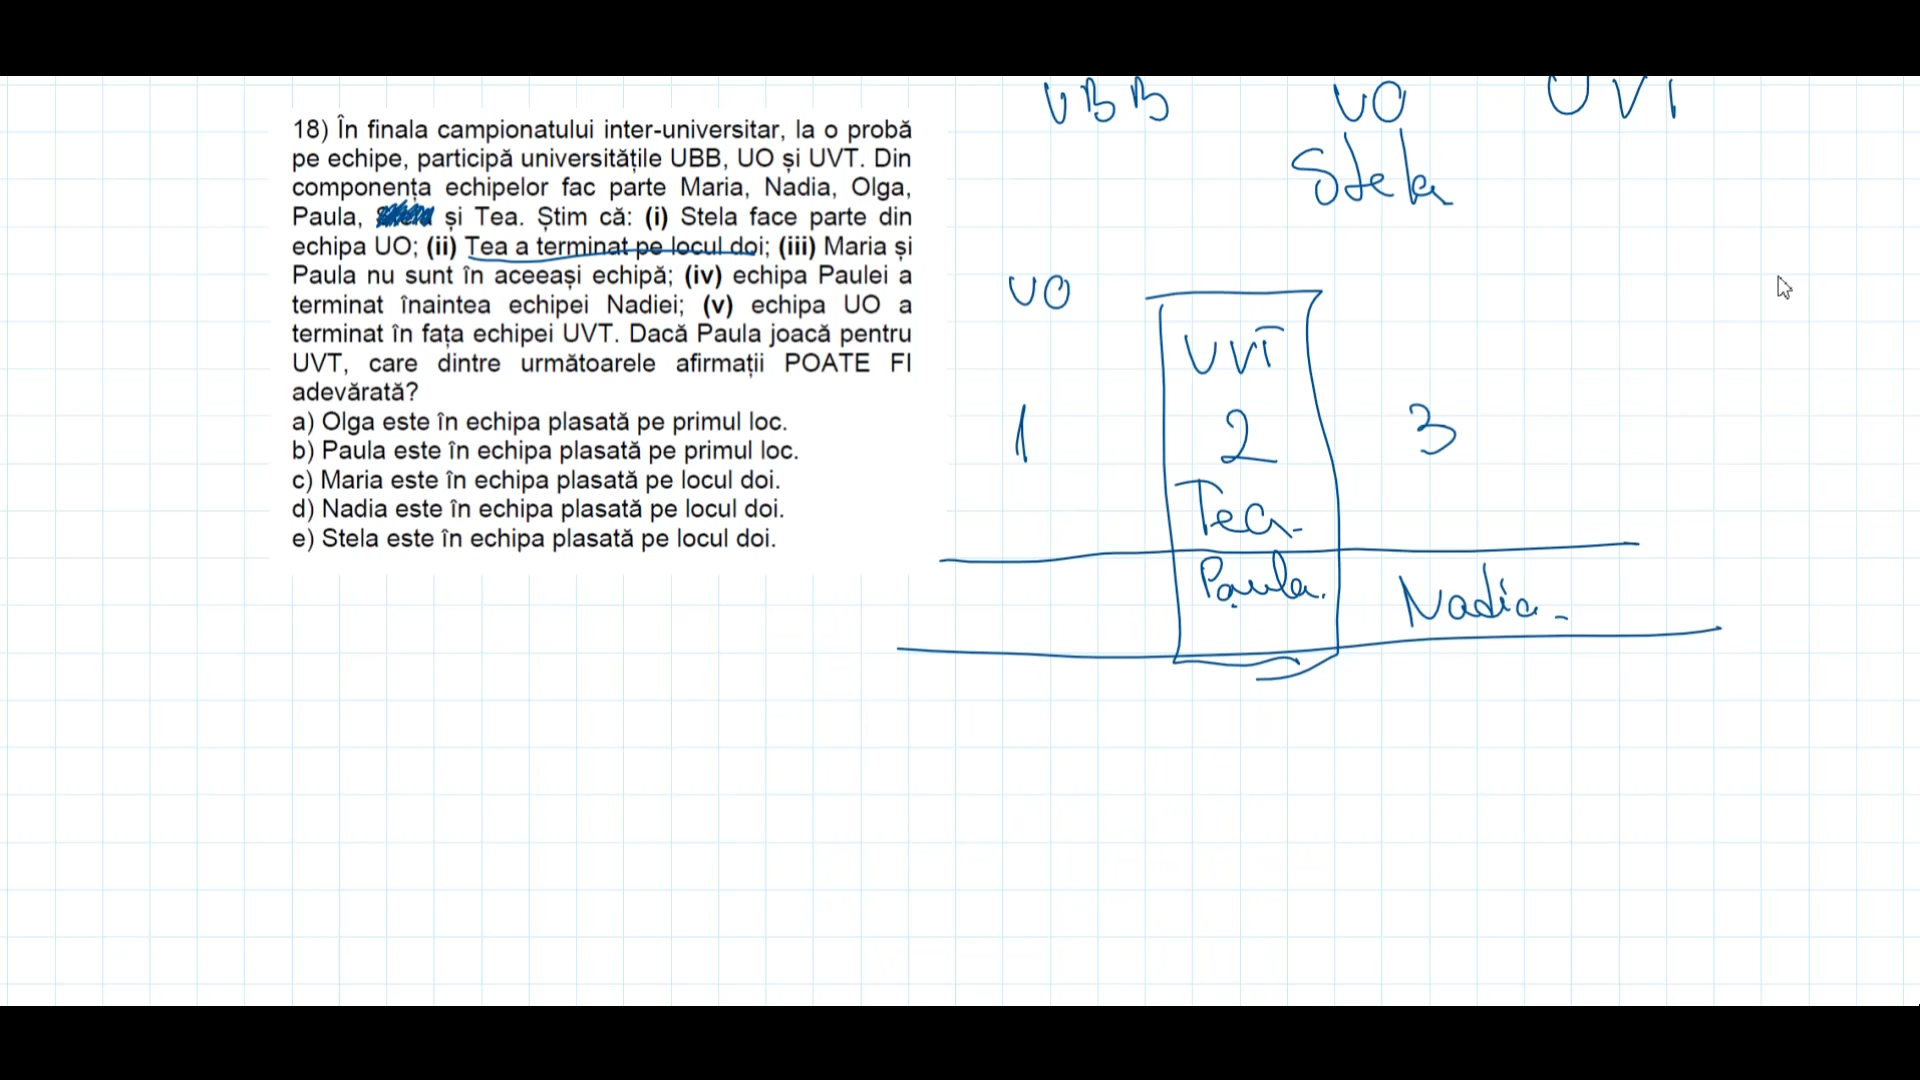 UBB UO UVT
Stela
18) În finala campionatului inter-universitar, la o probă
pe echipe, participă universitățile UBB, UO și UVT. Din
componența echipelor fac parte Maria, Nadia, Olga,
Paula, și Tea. Știm că: (i) Stela face parte din
echipa UO; (ii) Tea a terminat pe locul doi; (iii) Maria și
Paula nu sunt în aceeași echipă; (iv) echipa Paulei a
terminat înaintea echipei Nadiei; (v) echipa UO a
terminat în fața echipei UVT. Dacă Paula joacă pentru
UVT, care dintre următoarele afirmații POATE FI
adevărată?
a) Olga este în echipa plasată pe primul loc.
b) Paula este în echipa plasată pe primul loc.
c) Maria este în echipa plasată pe locul doi.
d) Nadia este în echipa plasată pe locul doi.
e) Stela este în echipa plasată pe locul doi.
UO
UVT
1 2 3
Tea
Paula. Nadia